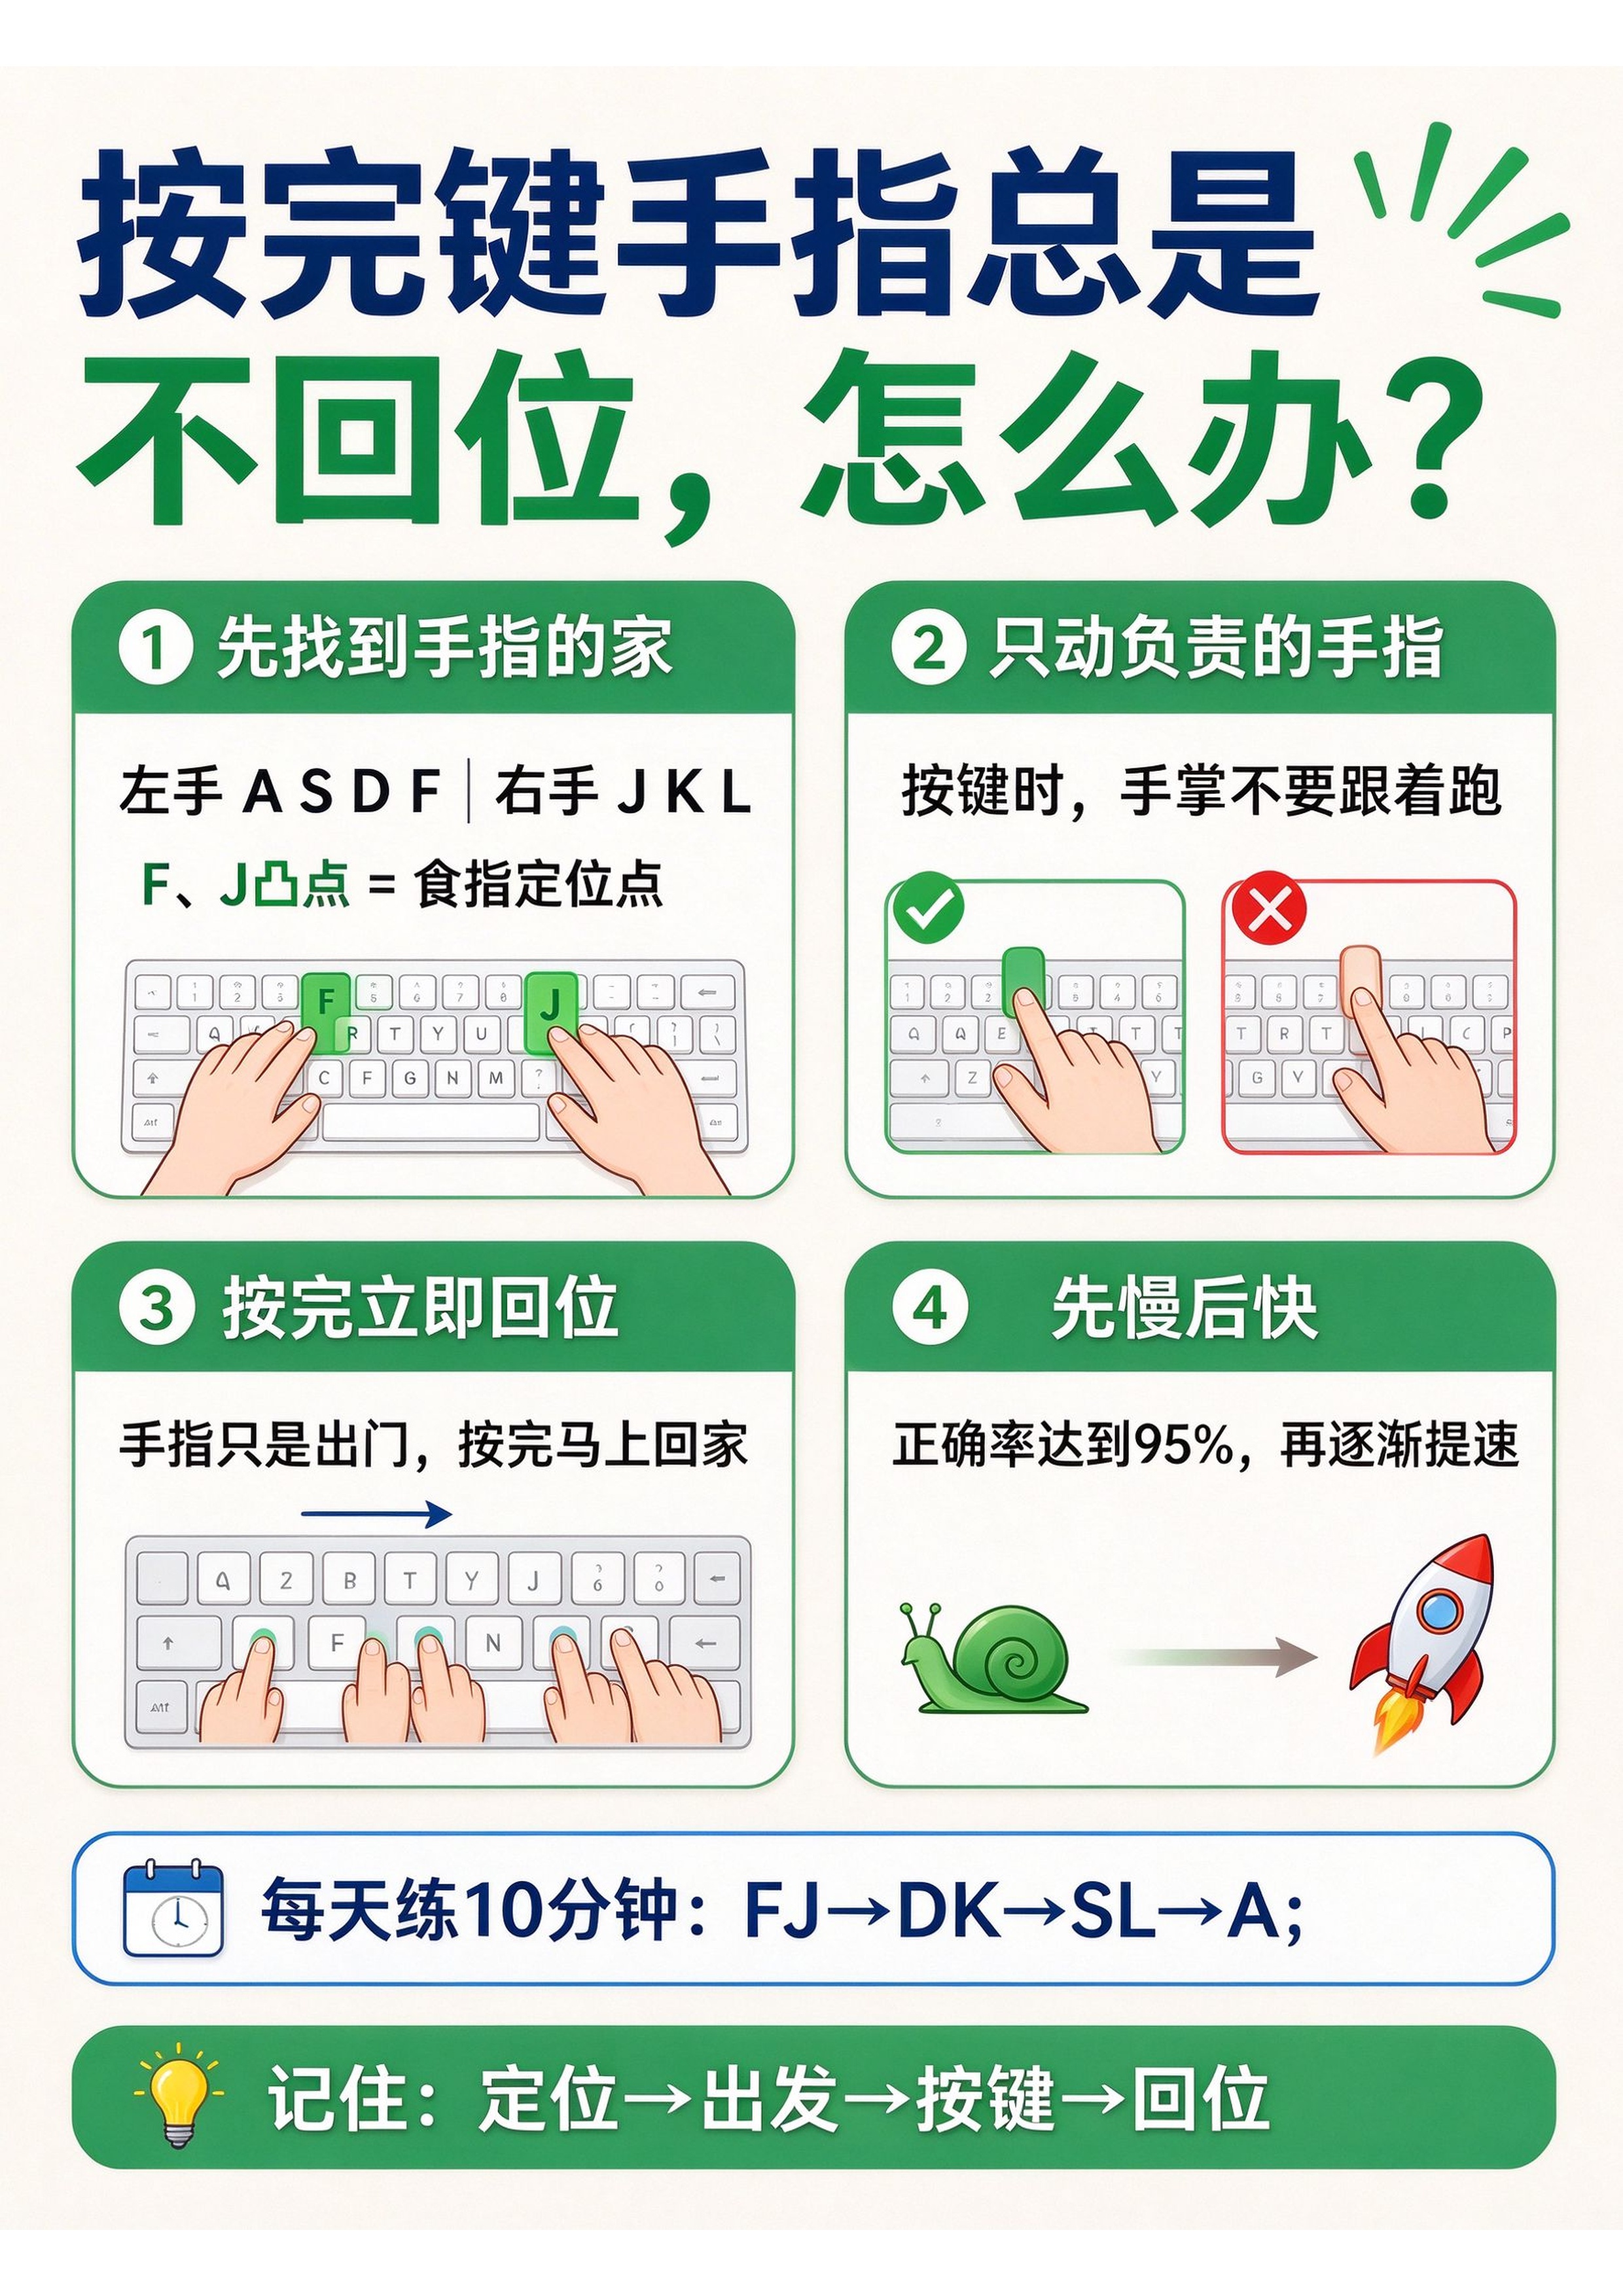 按完键手指总是
不回位，怎么办？
1 先找到手指的家
左手 A S D F | 右手 J K L
F、J凸点 = 食指定位点
F J
R T Y U
C F G N M
2 只动负责的手指
按键时，手掌不要跟着跑
3 按完立即回位
手指只是出门，按完马上回家
Q 2 B T Y J
F N
4 先慢后快
正确率达到95%，再逐渐提速
每天练10分钟：FJ→DK→SL→A;
记住：定位→出发→按键→回位